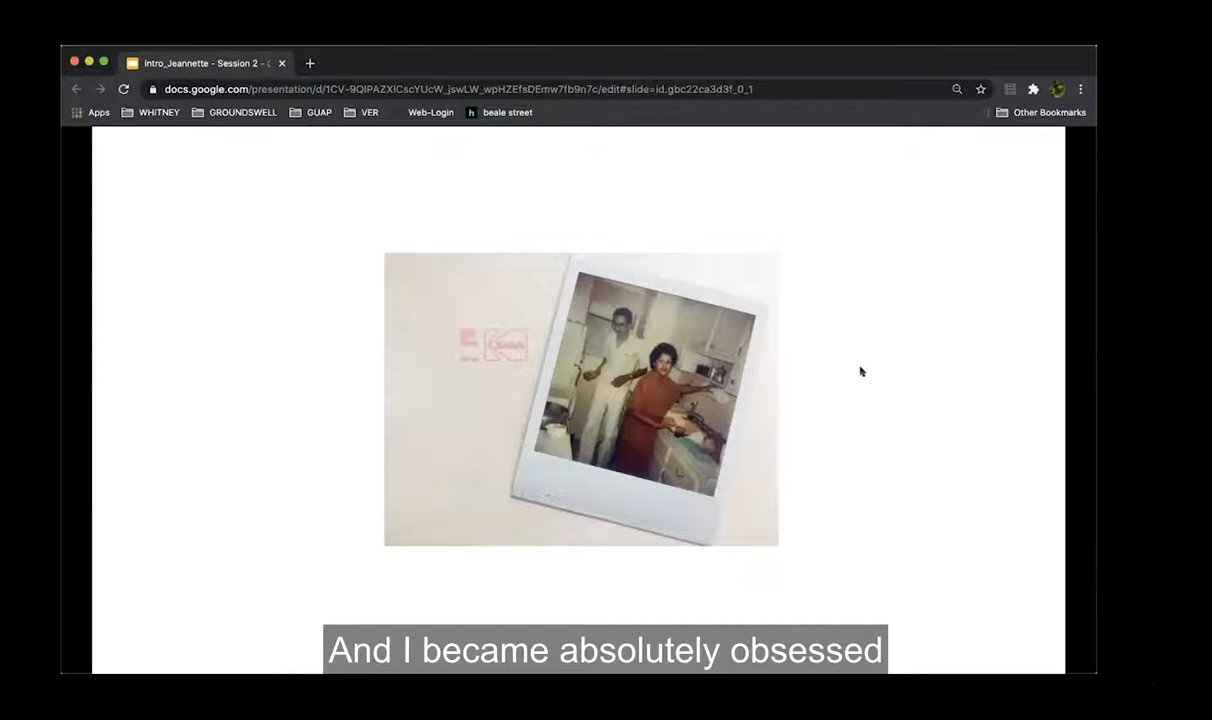 Intro_Jeannette - Session 2 - (
docs.google.com/presentation/d/1CV-9QIPAZXlCscYUcW_jswLW_wpHZEfsDEmw7fb9n7c/edit#slide=id.gbc22ca3d3f_0_1
Apps WHITNEY GROUNDSWELL GUAP VER Web-Login h beale street Other Bookmarks
Kodak
And I became absolutely obsessed